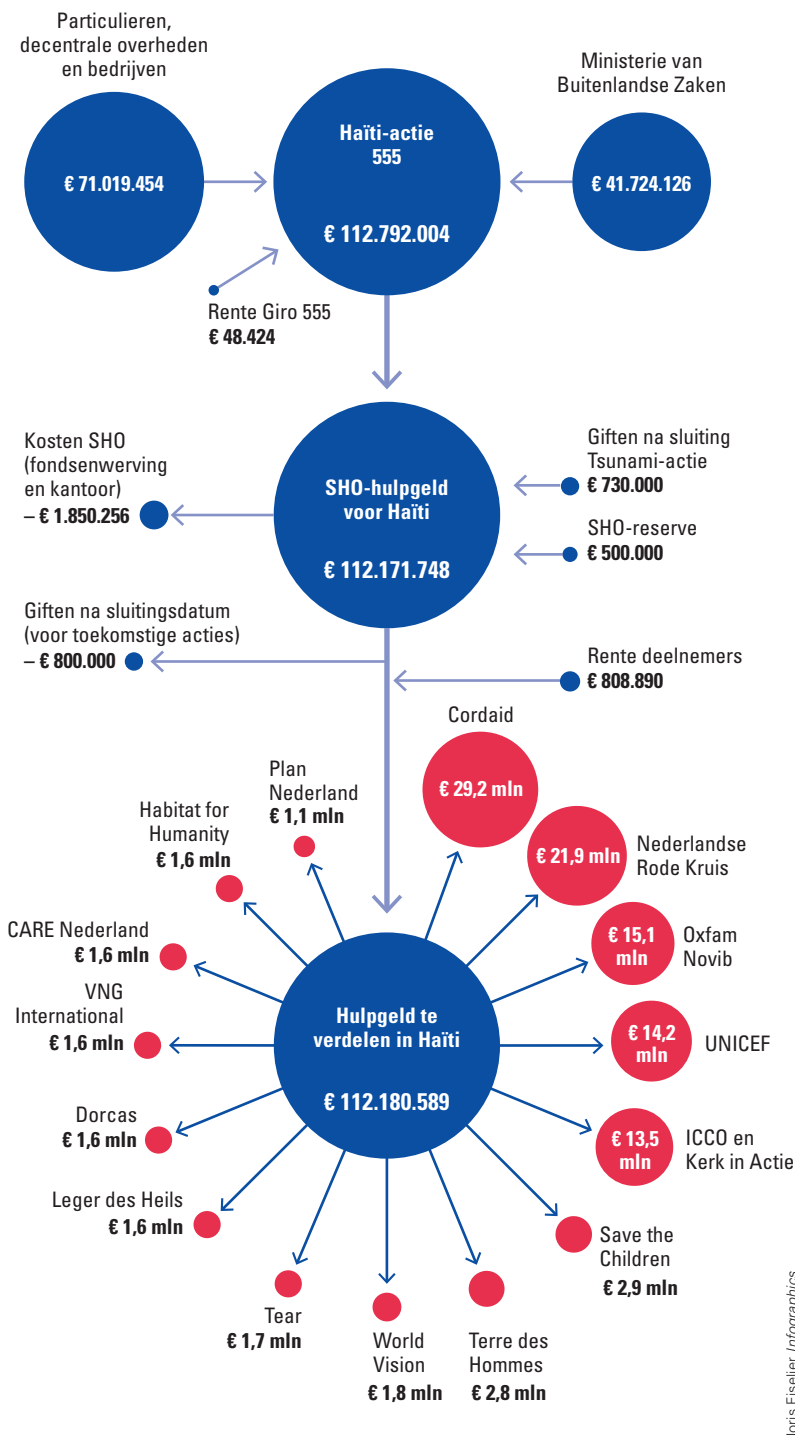 Particulieren,
decentrale overheden
en bedrijven
€ 71.019.454
Haïti-actie
555
€ 112.792.004
Ministerie van
Buitenlandse Zaken
€ 41.724.126
Rente Giro 555
€ 48.424
Kosten SHO
(fondsenwerving
en kantoor)
– € 1.850.256
SHO-hulpgeld
voor Haïti
€ 112.171.748
Giften na sluiting
Tsunami-actie
€ 730.000
SHO-reserve
€ 500.000
Giften na sluitingsdatum
(voor toekomstige acties)
– € 800.000
Rente deelnemers
€ 808.890
Cordaid
€ 29,2 mln
Nederlandse
Rode Kruis
€ 21,9 mln
Oxfam
Novib
€ 15,1
mln
UNICEF
€ 14,2
mln
ICCO en
Kerk in Actie
€ 13,5
mln
Save the
Children
€ 2,9 mln
Terre des
Hommes
€ 2,8 mln
World
Vision
€ 1,8 mln
Tear
€ 1,7 mln
Leger des Heils
€ 1,6 mln
Dorcas
€ 1,6 mln
VNG
International
€ 1,6 mln
CARE Nederland
€ 1,6 mln
Habitat for
Humanity
€ 1,6 mln
Plan
Nederland
€ 1,1 mln
Hulpgeld te
verdelen in Haïti
€ 112.180.589
Joris Fiselier Infographics